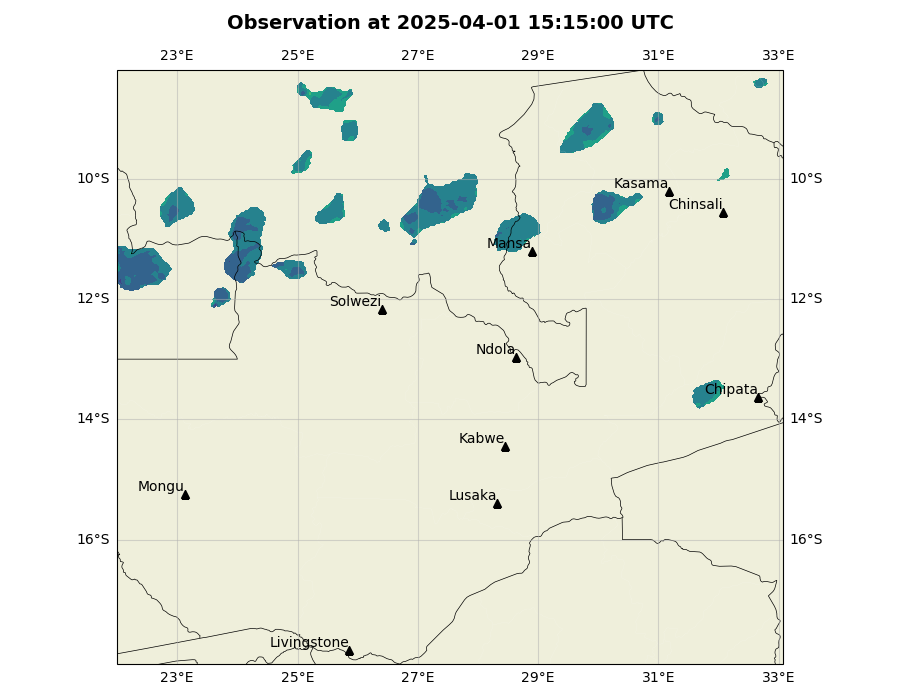 Observation at 2025-04-01 15:15:00 UTC
23°E 25°E 27°E 29°E 31°E 33°E
10°S 10°S
Kasama
Chinsali
Mansa
12°S 12°S
Solwezi
Ndola
Chipata
14°S 14°S
Kabwe
Mongu
Lusaka
16°S 16°S
Livingstone
23°E 25°E 27°E 29°E 31°E 33°E